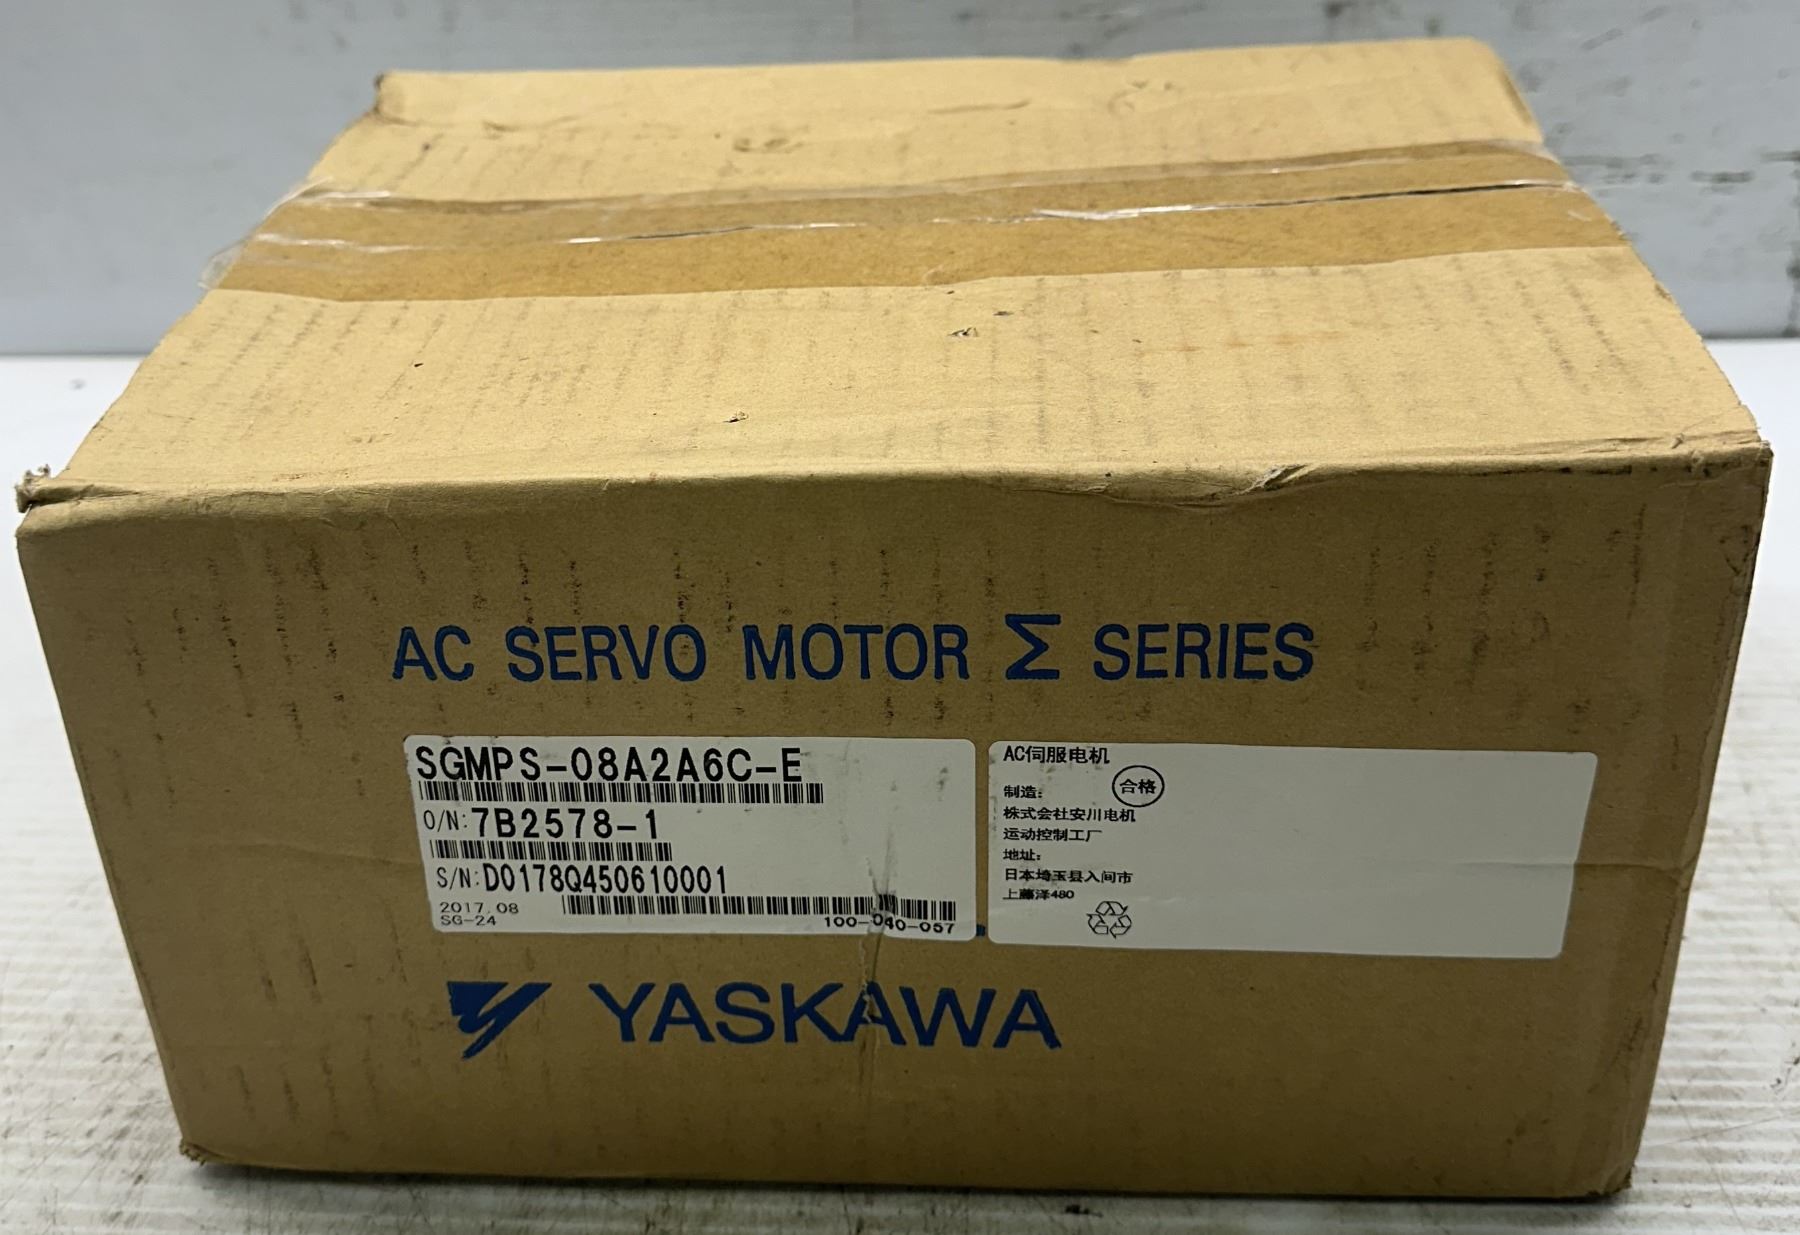 AC SERVO MOTOR Σ SERIES
SGMPS-08A2A6C-E
O/N: 7B2578-1
S/N: D0178Q450610001
2017.08
SG-24
100-040-057
AC伺服电机
合格
制造:
株式会社安川电机
运动控制工厂
地址:
日本埼玉县入间市
上藤泽480
YASKAWA